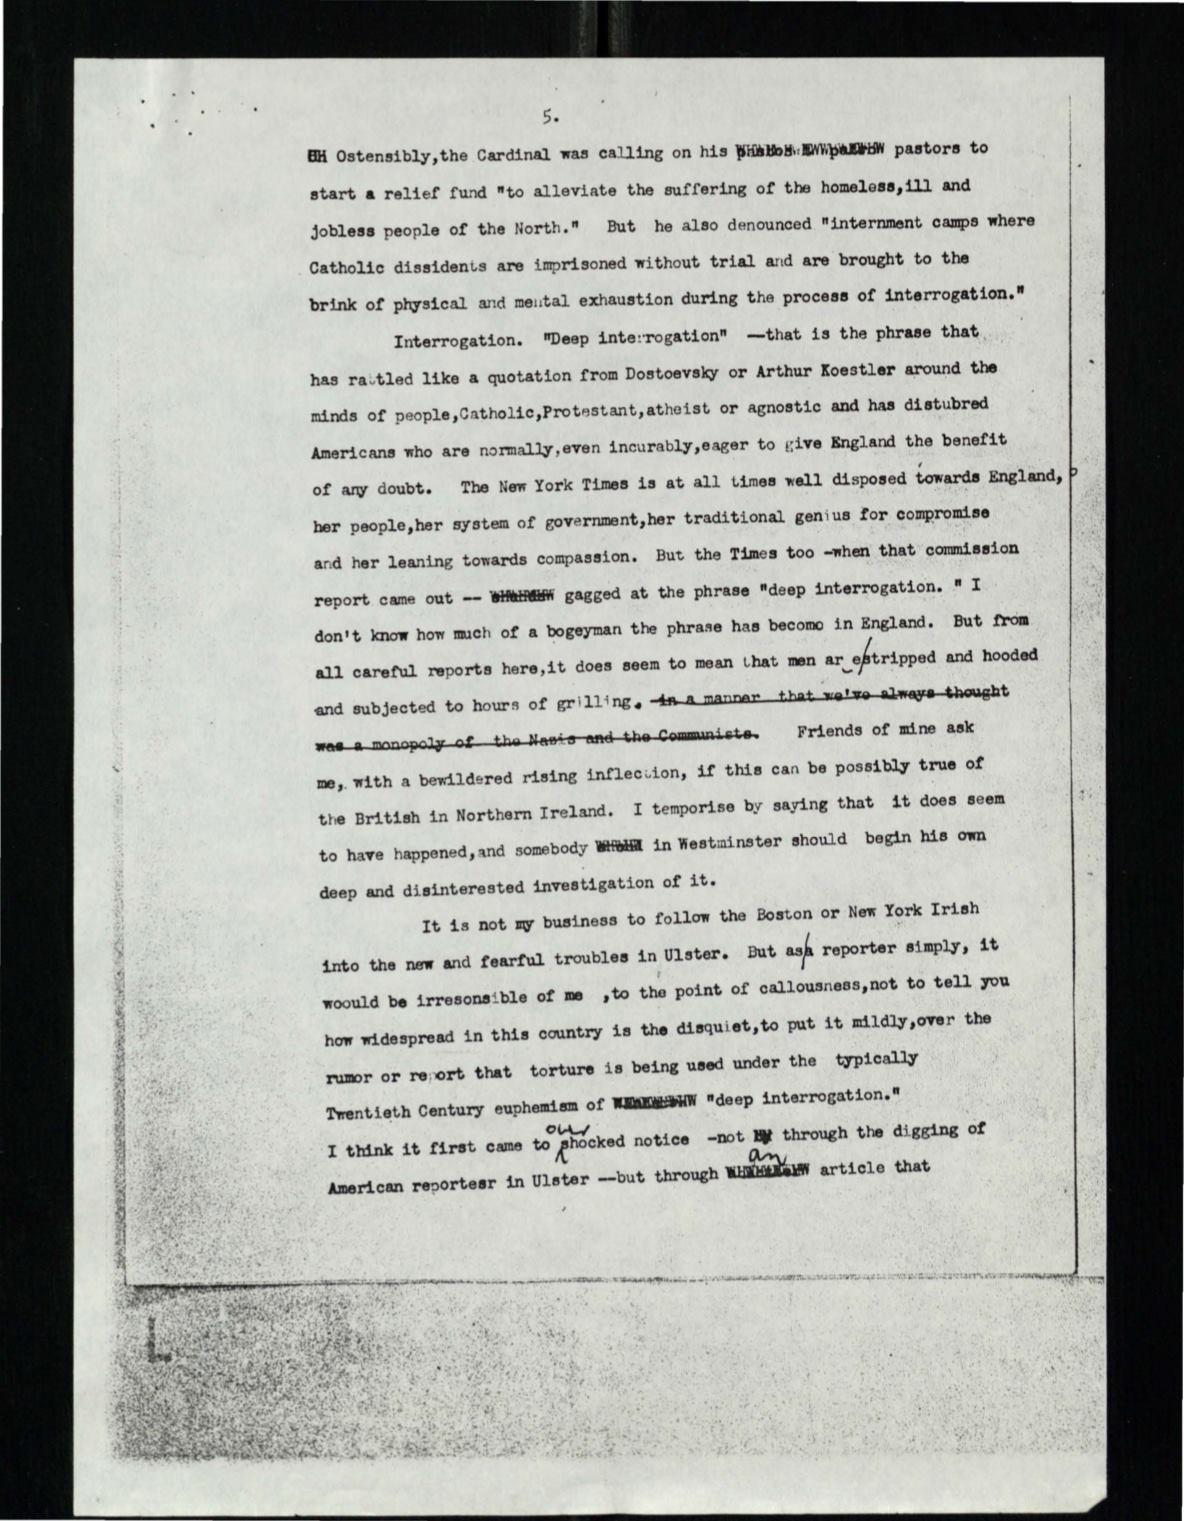 5.
Ostensibly,the Cardinal was calling on his pastors to
start a relief fund "to alleviate the suffering of the homeless,ill and
jobless people of the North." But he also denounced "internment camps where
Catholic dissidents are imprisoned without trial and are brought to the
brink of physical and mental exhaustion during the process of interrogation."
Interrogation. "Deep interrogation" —that is the phrase that
has rattled like a quotation from Dostoevsky or Arthur Koestler around the
minds of people,Catholic,Protestant,atheist or agnostic and has distubred
Americans who are normally,even incurably,eager to give England the benefit
of any doubt. The New York Times is at all times well disposed towards England,
her people,her system of government,her traditional genius for compromise
and her leaning towards compassion. But the Times too -when that commission
report came out -- gagged at the phrase "deep interrogation. " I
don't know how much of a bogeyman the phrase has become in England. But from
all careful reports here,it does seem to mean that men ar e stripped and hooded
and subjected to hours of grilling. in a manner that we've always thought
was a monopoly of the Nazis and the Communists. Friends of mine ask
me, with a bewildered rising inflection, if this can be possibly true of
the British in Northern Ireland. I temporise by saying that it does seem
to have happened,and somebody in Westminster should begin his own
deep and disinterested investigation of it.
It is not my business to follow the Boston or New York Irish
into the new and fearful troubles in Ulster. But as a reporter simply, it
woould be irresonsible of me ,to the point of callousness,not to tell you
how widespread in this country is the disquiet,to put it mildly,over the
rumor or report that torture is being used under the typically
Twentieth Century euphemism of "deep interrogation."
I think it first came to our shocked notice -not through the digging of
American reportesr in Ulster --but through an article that